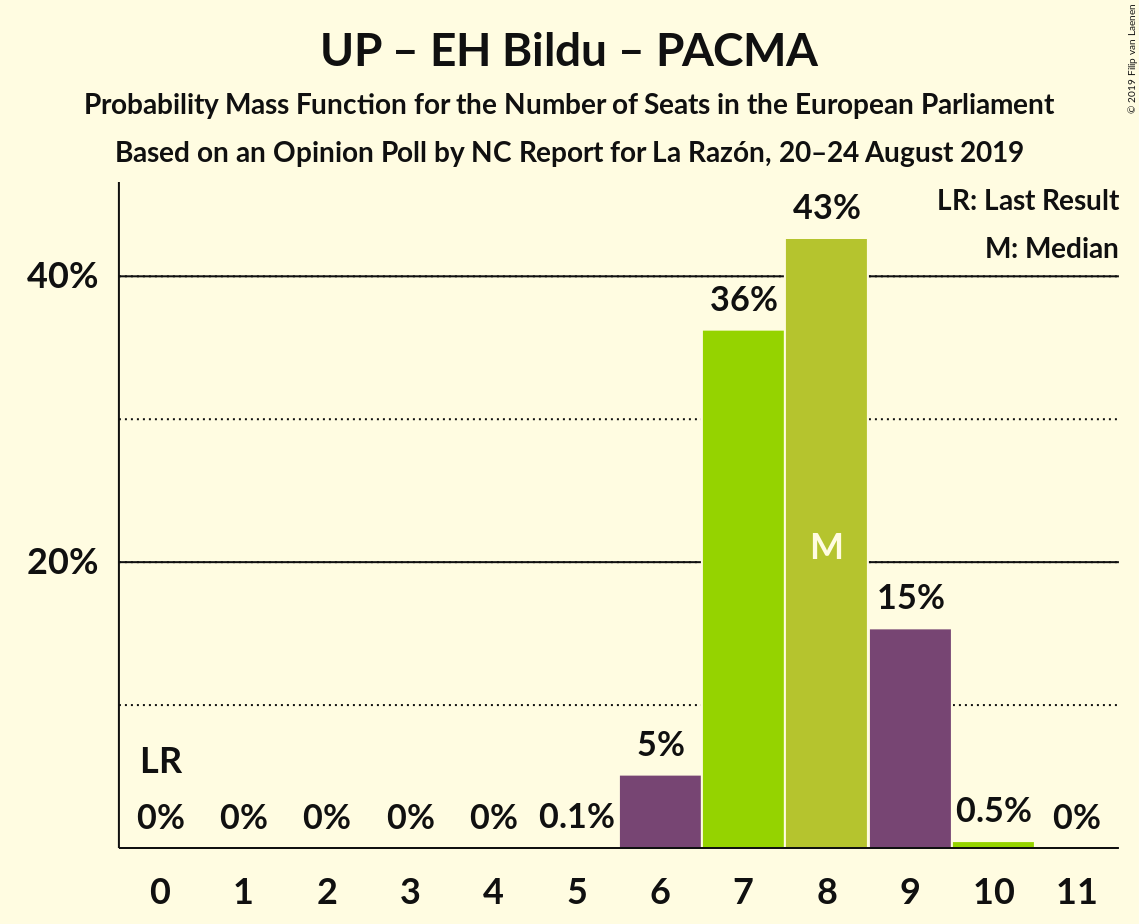 UP – EH Bildu – PACMA
Probability Mass Function for the Number of Seats in the European Parliament
Based on an Opinion Poll by NC Report for La Razón, 20–24 August 2019
© 2019 Filip van Laenen
LR: Last Result
M: Median
40%
20%
LR
0%
0%
0%
0%
0%
0.1%
5%
36%
43%
M
15%
0.5%
0%
0 1 2 3 4 5 6 7 8 9 10 11